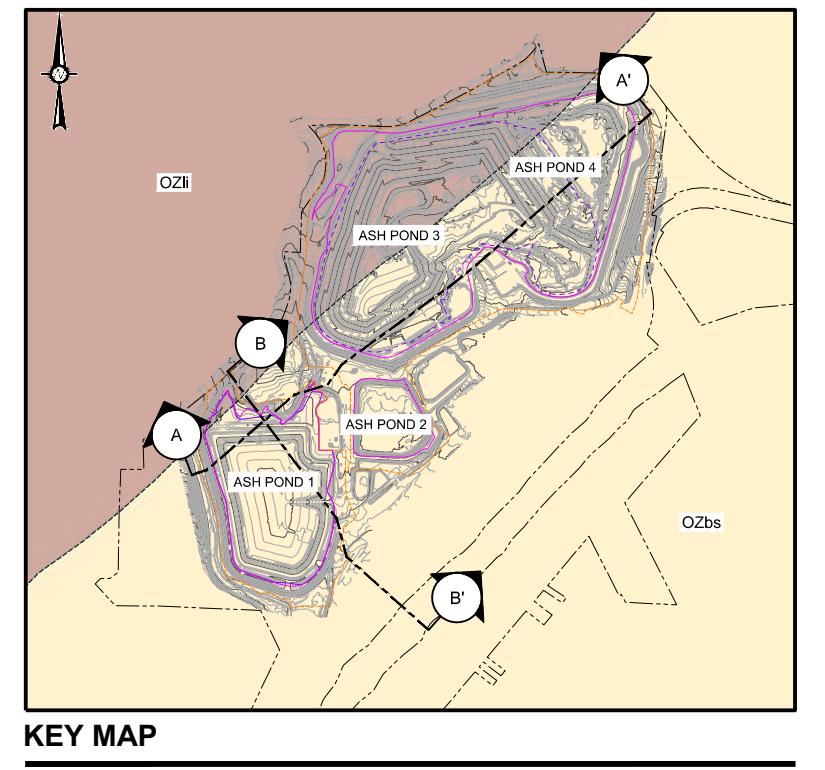 N
A'
ASH POND 4
OZli
ASH POND 3
B
ASH POND 2
A
ASH POND 1
OZbs
B'
KEY MAP